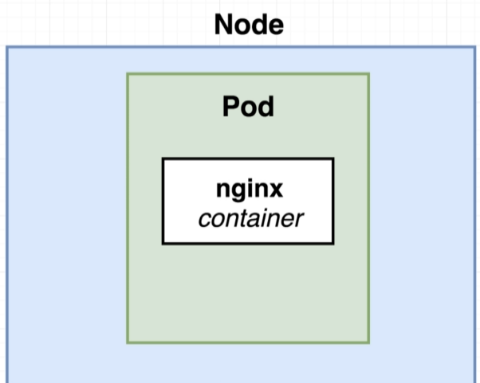 Node
Pod
nginx
container